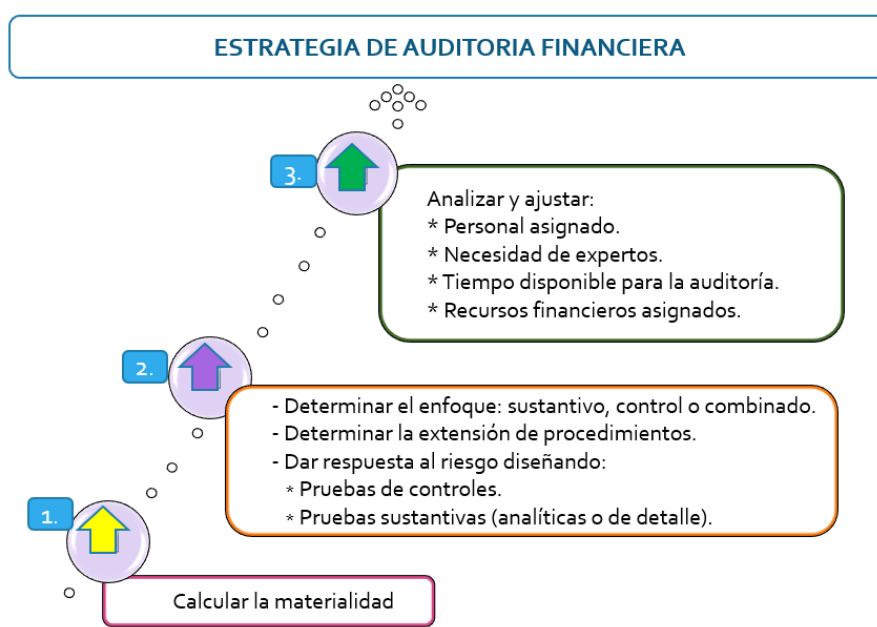 ESTRATEGIA DE AUDITORIA FINANCIERA
3.
Analizar y ajustar:
* Personal asignado.
* Necesidad de expertos.
* Tiempo disponible para la auditoría.
* Recursos financieros asignados.
2.
- Determinar el enfoque: sustantivo, control o combinado.
- Determinar la extensión de procedimientos.
- Dar respuesta al riesgo diseñando:
* Pruebas de controles.
* Pruebas sustantivas (analíticas o de detalle).
1.
Calcular la materialidad